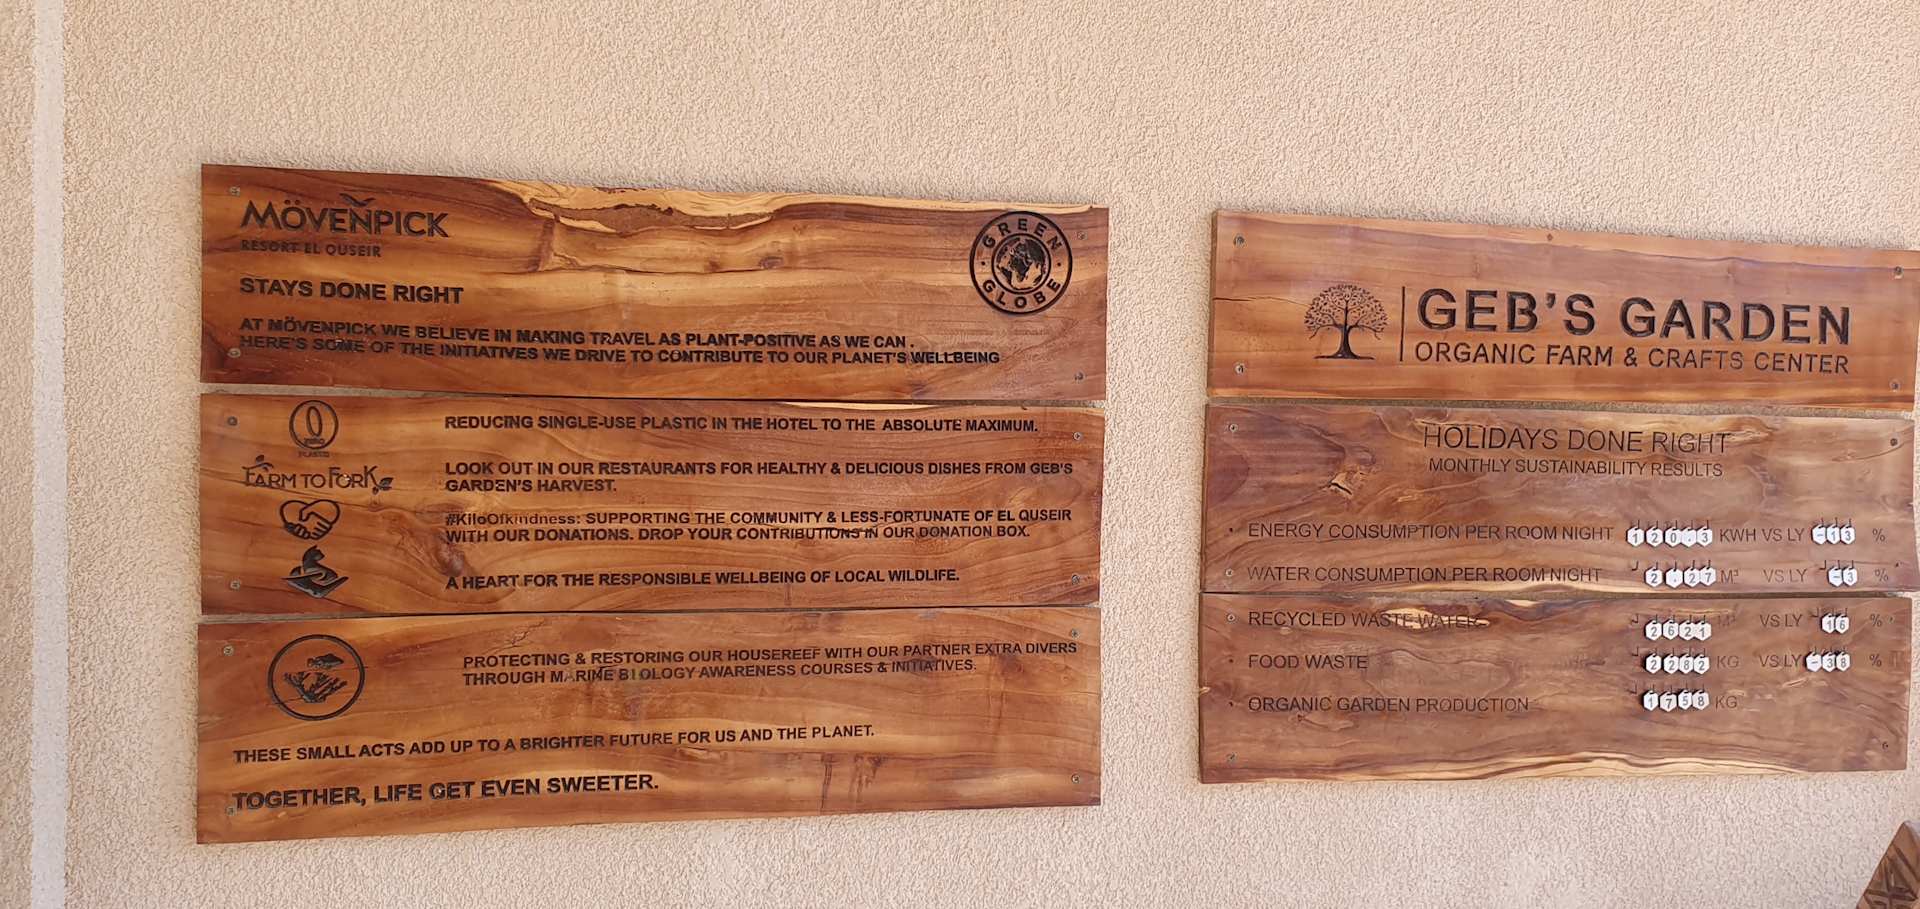 MÖVENPICK
RESORT EL QUSEIR
GREEN GLOBE
STAYS DONE RIGHT
AT MÖVENPICK WE BELIEVE IN MAKING TRAVEL AS PLANT-POSITIVE AS WE CAN .
HERE'S SOME OF THE INITIATIVES WE DRIVE TO CONTRIBUTE TO OUR PLANET'S WELLBEING
ZERO
PLASTIC
REDUCING SINGLE-USE PLASTIC IN THE HOTEL TO THE ABSOLUTE MAXIMUM.
FARM TO FORK
LOOK OUT IN OUR RESTAURANTS FOR HEALTHY & DELICIOUS DISHES FROM GEB'S
GARDEN'S HARVEST.
#KiloOfkindness: SUPPORTING THE COMMUNITY & LESS-FORTUNATE OF EL QUSEIR
WITH OUR DONATIONS. DROP YOUR CONTRIBUTIONS IN OUR DONATION BOX.
A HEART FOR THE RESPONSIBLE WELLBEING OF LOCAL WILDLIFE.
PROTECTING & RESTORING OUR HOUSEREEF WITH OUR PARTNER EXTRA DIVERS
THROUGH MARINE BIOLOGY AWARENESS COURSES & INITIATIVES.
THESE SMALL ACTS ADD UP TO A BRIGHTER FUTURE FOR US AND THE PLANET.
TOGETHER, LIFE GET EVEN SWEETER.
GEB'S GARDEN
ORGANIC FARM & CRAFTS CENTER
HOLIDAYS DONE RIGHT
MONTHLY SUSTAINABILITY RESULTS
ENERGY CONSUMPTION PER ROOM NIGHT 120.3 KWH VS LY -13 %
WATER CONSUMPTION PER ROOM NIGHT 2.27 M³ VS LY -3 %
RECYCLED WASTE WATER 2621 M³ VS LY 16 %
FOOD WASTE 2282 KG VS LY -38 %
ORGANIC GARDEN PRODUCTION 1758 KG